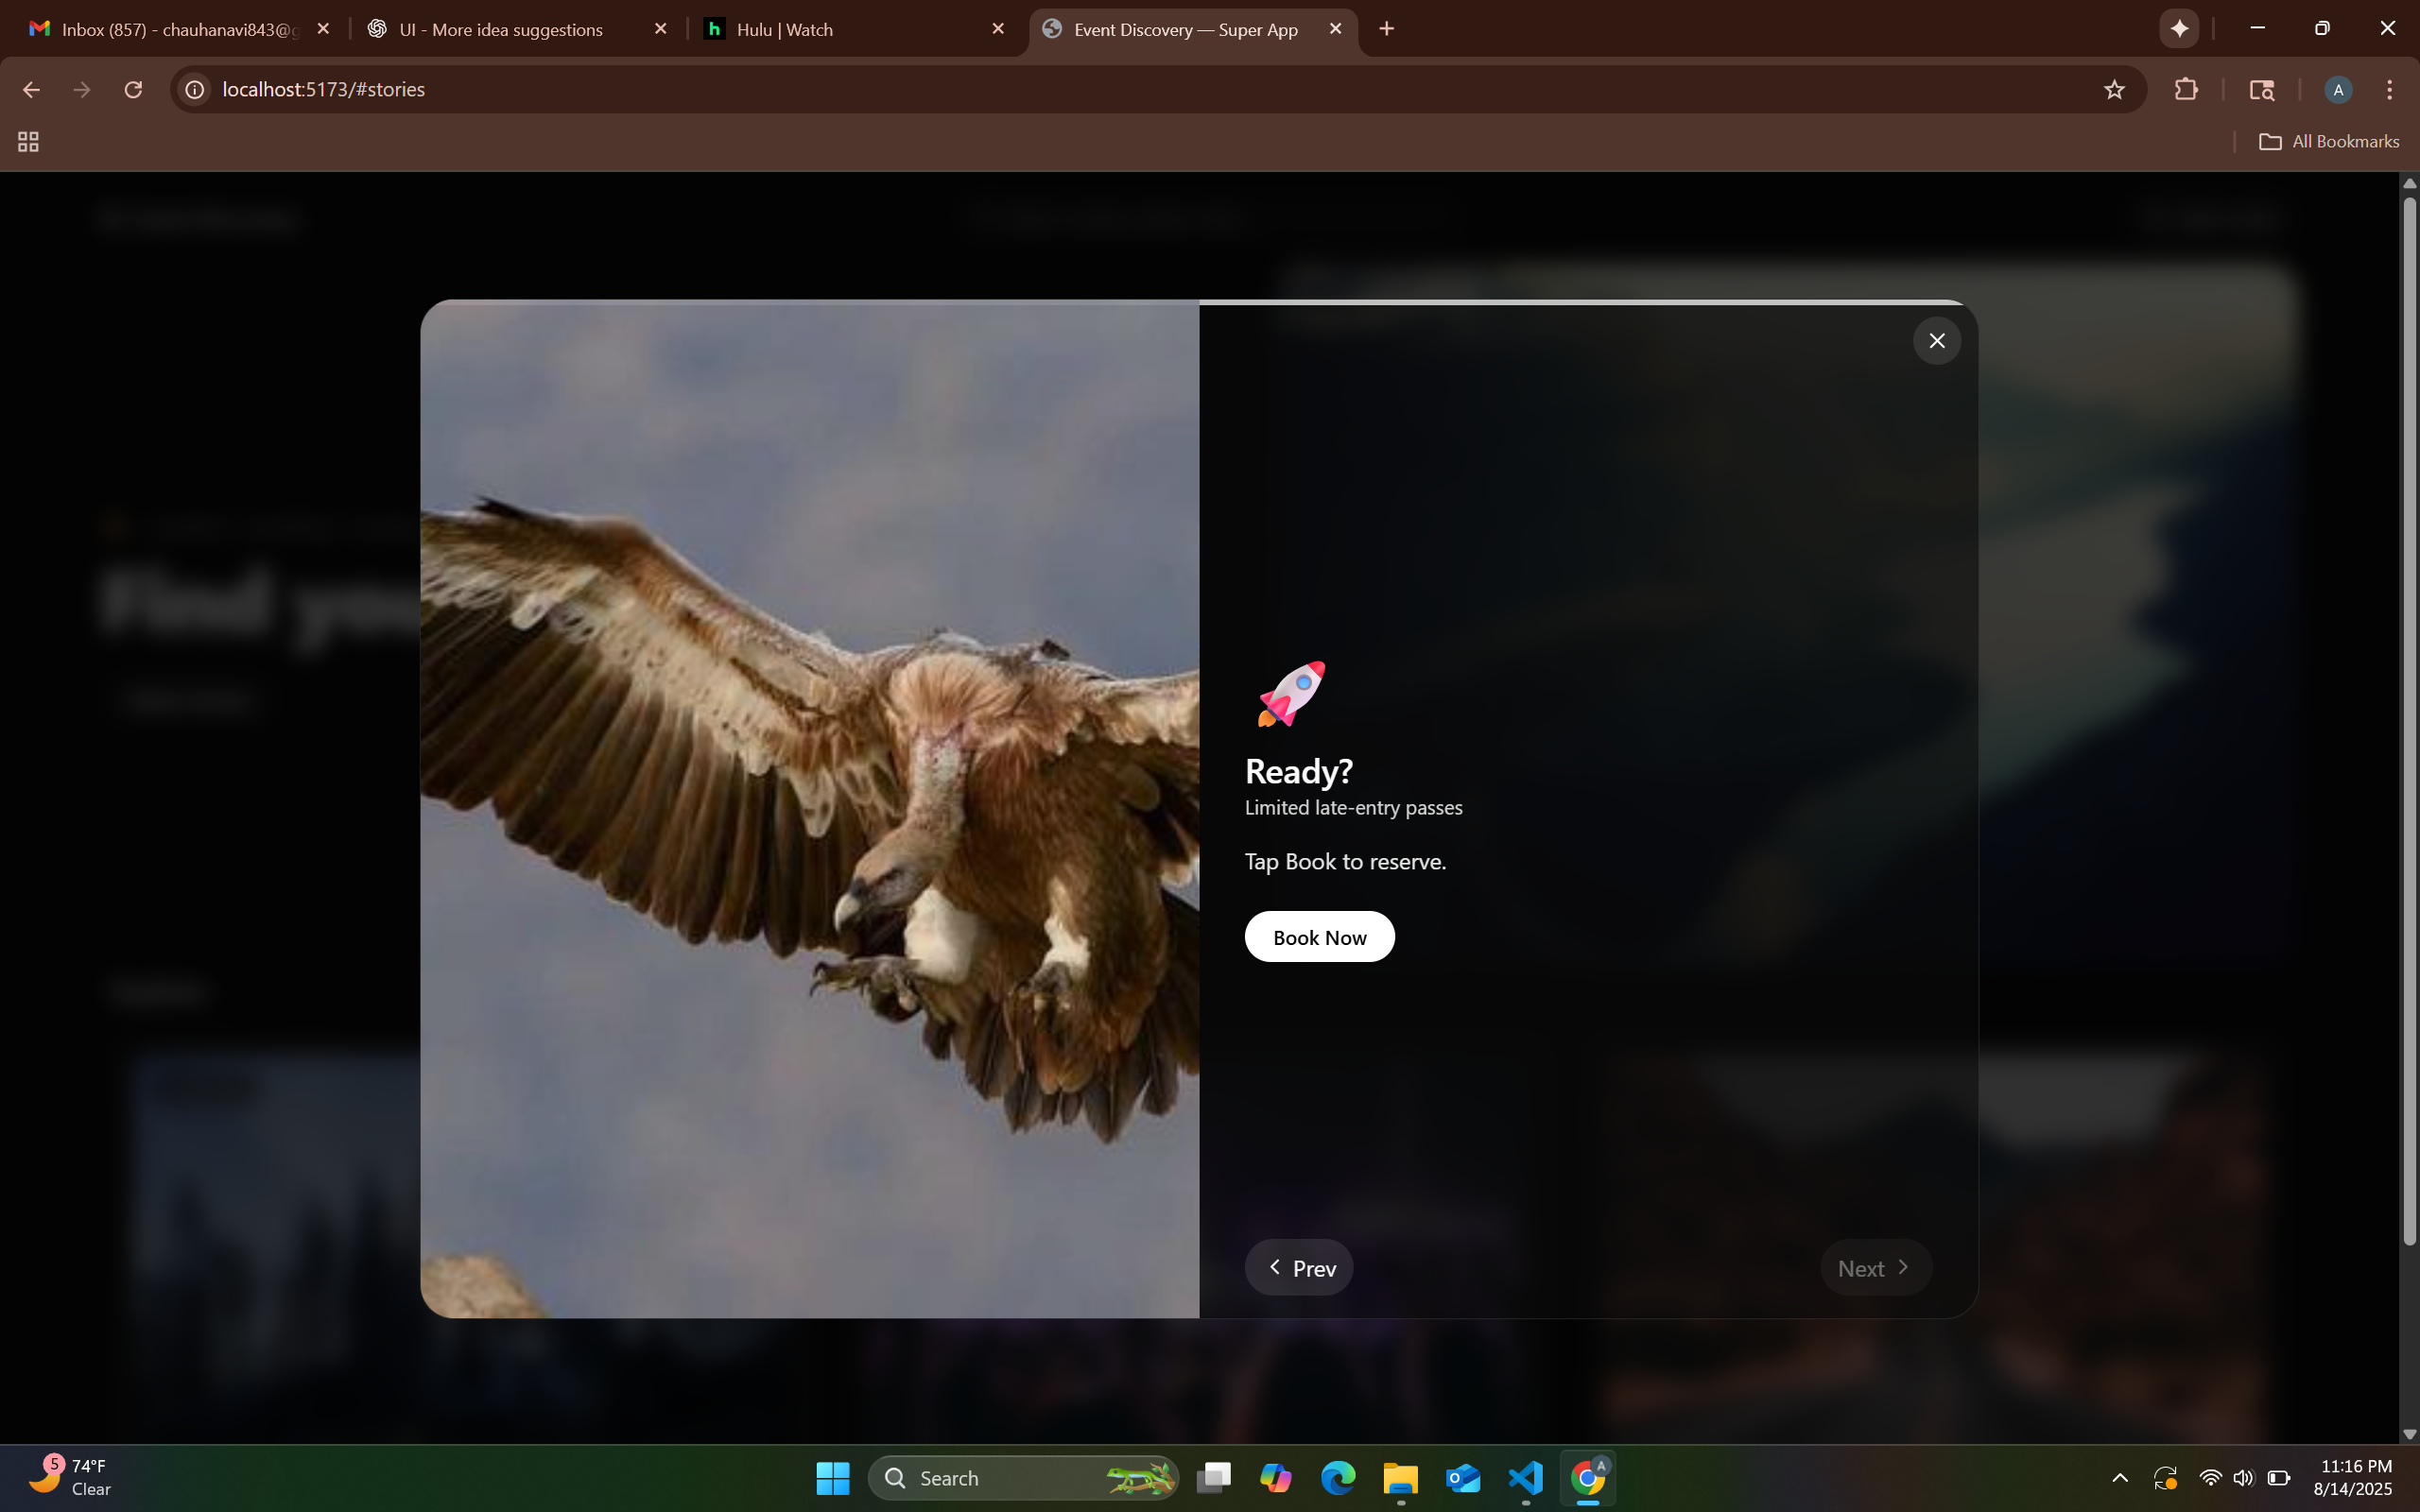 Inbox (857) - chauhanavi843@g
UI - More idea suggestions
Hulu | Watch
Event Discovery — Super App
localhost:5173/#stories
A
All Bookmarks
Find you
Ready?
Limited late-entry passes
Tap Book to reserve.
Book Now
Prev
Next
5
74°F
Clear
Search
A
11:16 PM
8/14/2025